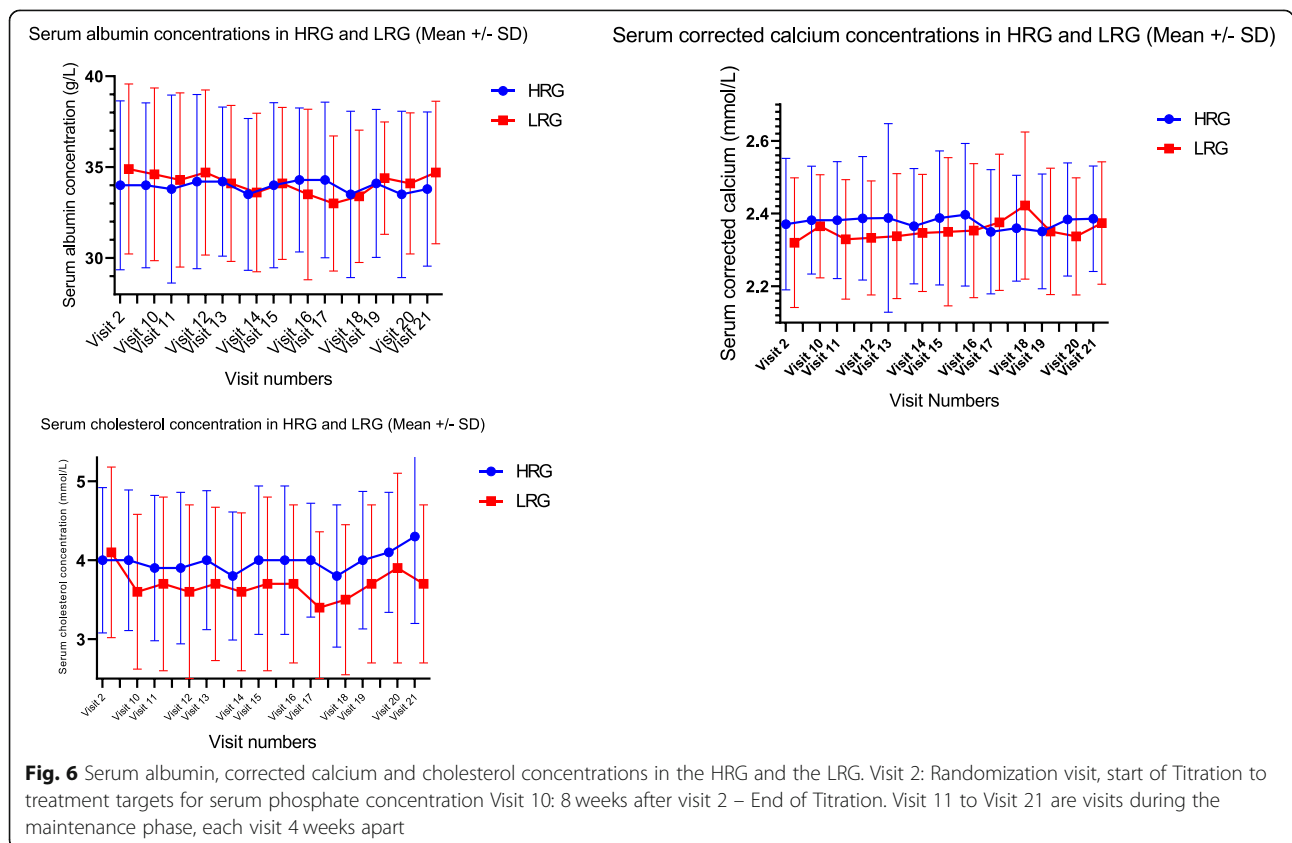 Serum albumin concentrations in HRG and LRG (Mean +/- SD)
Serum albumin concentration (g/L)
40
35
30
HRG
LRG
Visit 2
Visit 10
Visit 11
Visit 12
Visit 13
Visit 14
Visit 15
Visit 16
Visit 17
Visit 18
Visit 19
Visit 20
Visit 21
Visit numbers
Serum corrected calcium concentrations in HRG and LRG (Mean +/- SD)
Serum corrected calcium (mmol/L)
2.6
2.4
2.2
HRG
LRG
Visit 2
Visit 10
Visit 11
Visit 12
Visit 13
Visit 14
Visit 15
Visit 16
Visit 17
Visit 18
Visit 19
Visit 20
Visit 21
Visit Numbers
Serum cholesterol concentration in HRG and LRG (Mean +/- SD)
Serum cholesterol concentration (mmol/L)
5
4
3
HRG
LRG
Visit 2
Visit 10
Visit 11
Visit 12
Visit 13
Visit 14
Visit 15
Visit 16
Visit 17
Visit 18
Visit 19
Visit 20
Visit 21
Visit numbers
Fig. 6 Serum albumin, corrected calcium and cholesterol concentrations in the HRG and the LRG. Visit 2: Randomization visit, start of Titration to
treatment targets for serum phosphate concentration Visit 10: 8 weeks after visit 2 – End of Titration. Visit 11 to Visit 21 are visits during the
maintenance phase, each visit 4 weeks apart